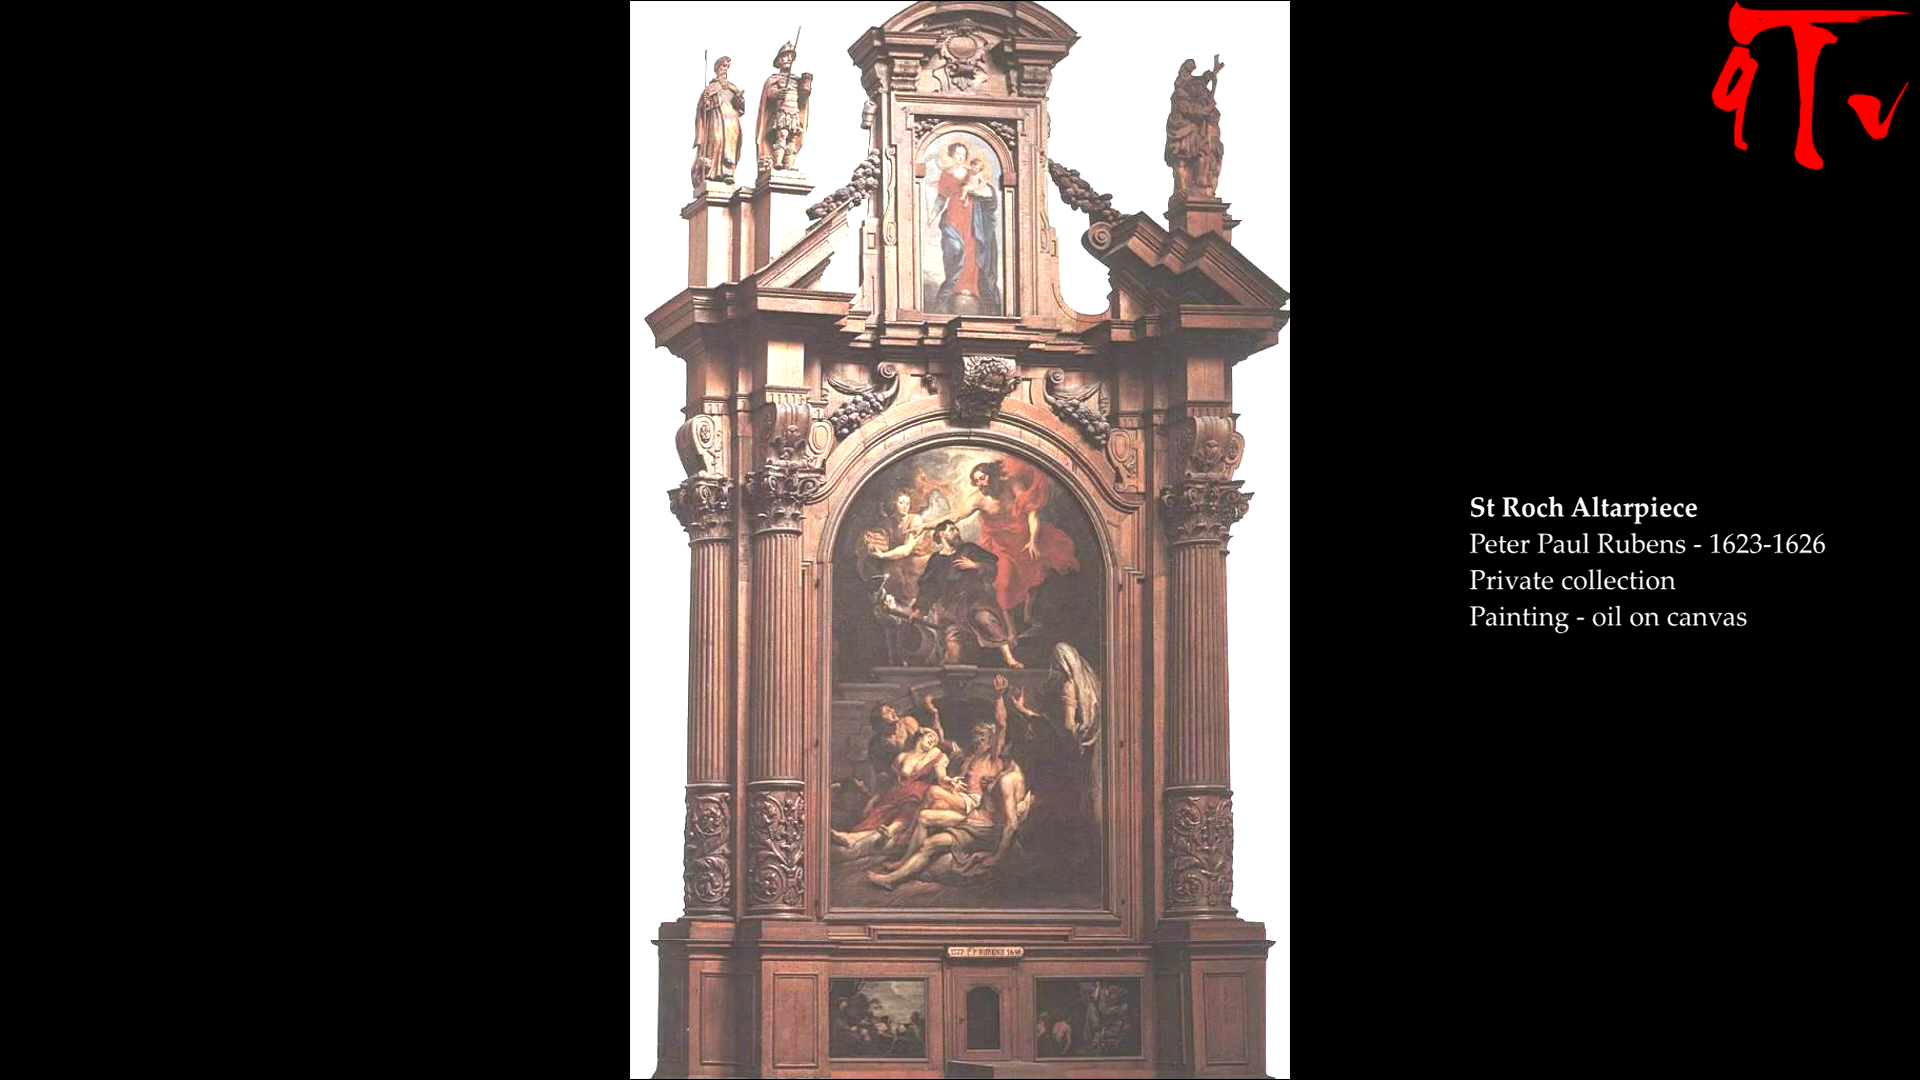 St Roch Altarpiece
Peter Paul Rubens - 1623-1626
Private collection
Painting - oil on canvas